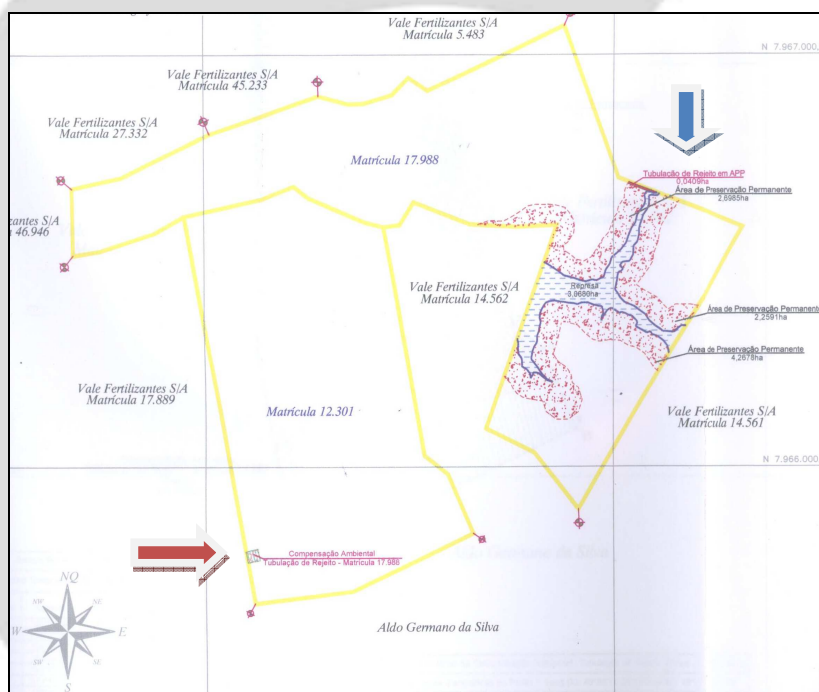 Vale Fertilizantes S/A
Matrícula 5.483
N 7.967.000,
Vale Fertilizantes S/A
Matrícula 45.233
Vale Fertilizantes S/A
Matrícula 27.332
Matrícula 17.988
Tubulação de Rejeito em APP
0,0409ha
Área de Preservação Permanente
2,6985ha
zantes S/A
46.946
Vale Fertilizantes S/A
Matrícula 14.562
Represa
Área de Preservação Permanente
2,2591ha
Área de Preservação Permanente
4,2678ha
Vale Fertilizantes S/A
Matrícula 17.889
Matrícula 12.301
Vale Fertilizantes S/A
Matrícula 14.561
N 7.966.000
Compensação Ambiental
Tubulação de Rejeito - Matrícula 17.988
Aldo Germano da Silva
NQ
NW
NE
W
E
SW
SE
S